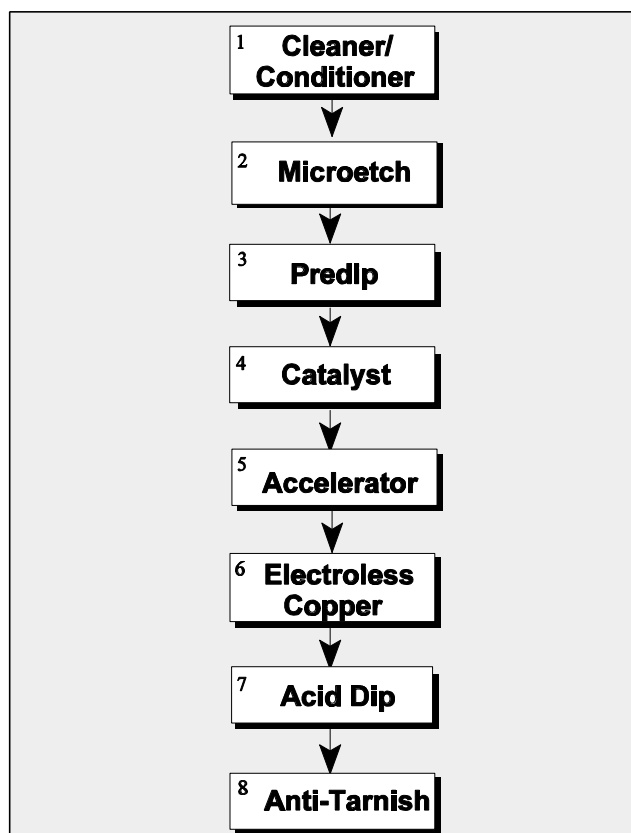 1
Cleaner/
Conditioner
2
Microetch
3
PredIp
4
Catalyst
5
Accelerator
6
Electroless
Copper
7
Acid Dip
8
Anti-Tarnish